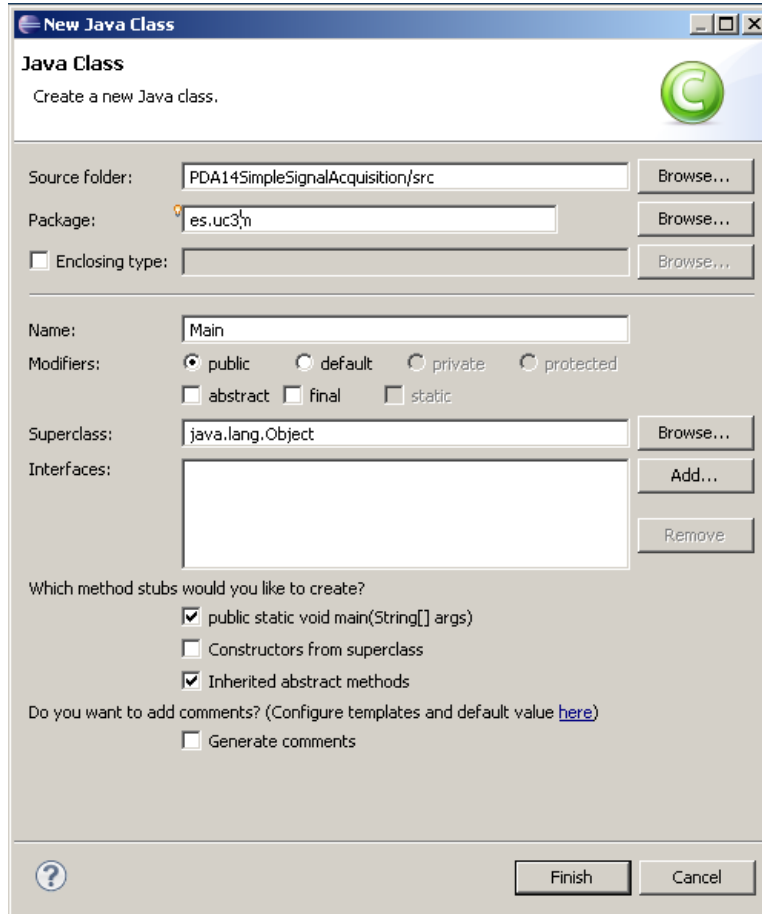 New Java Class
Java Class
Create a new Java class.
C
Source folder: PDA14SimpleSignalAcquisition/src Browse...
Package: es.uc3m Browse...
Enclosing type: Browse...
Name: Main
Modifiers: public default private protected
abstract final static
Superclass: java.lang.Object Browse...
Interfaces: Add...
Remove
Which method stubs would you like to create?
public static void main(String[] args)
Constructors from superclass
Inherited abstract methods
Do you want to add comments? (Configure templates and default value here)
Generate comments
? Finish Cancel